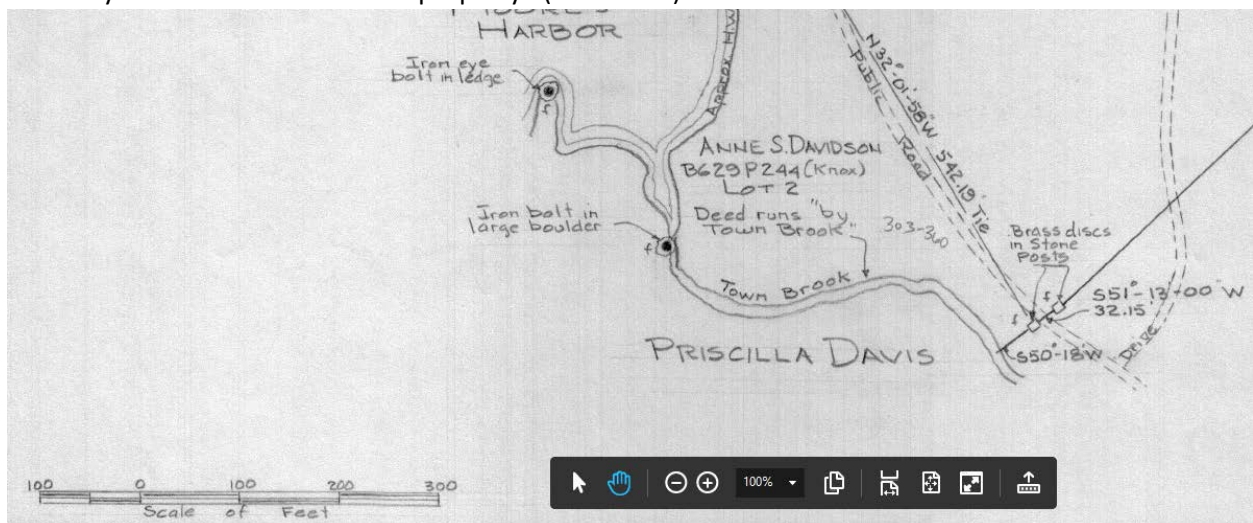 HARBOR
Iron eye
bolt in ledge
Approx. H.W.
N32°-01'-58"W 542.19' Tie
Public Road
ANNE S. DAVIDSON
B629 P244 (Knox)
LOT 2
Iron bolt in
large boulder
Deed runs "by
Town Brook"
303-360
Brass discs
in Stone
Posts
Town Brook
S51°-13'-00"W
32.15'
PRISCILLA DAVIS
S50°-18'W
Drive
100 0 100 200 300
Scale of Feet
100%